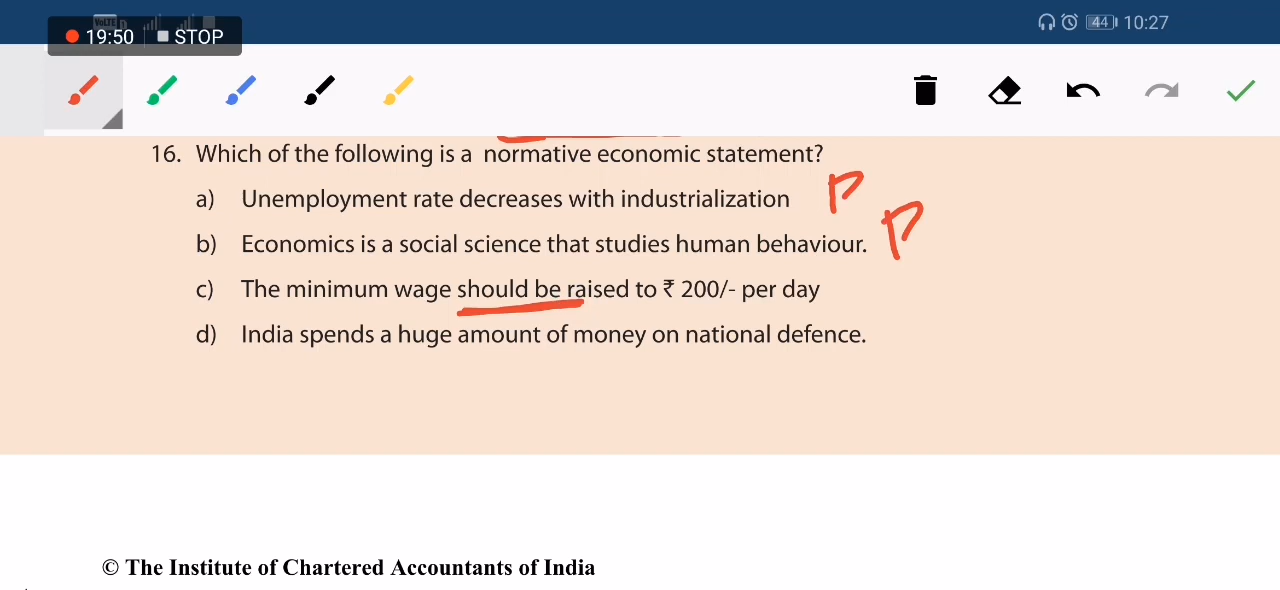 VoLTE
44 10:27
19:50 STOP
16. Which of the following is a normative economic statement?
a) Unemployment rate decreases with industrialization P
b) Economics is a social science that studies human behaviour. P
c) The minimum wage should be raised to ₹ 200/- per day
d) India spends a huge amount of money on national defence.
© The Institute of Chartered Accountants of India